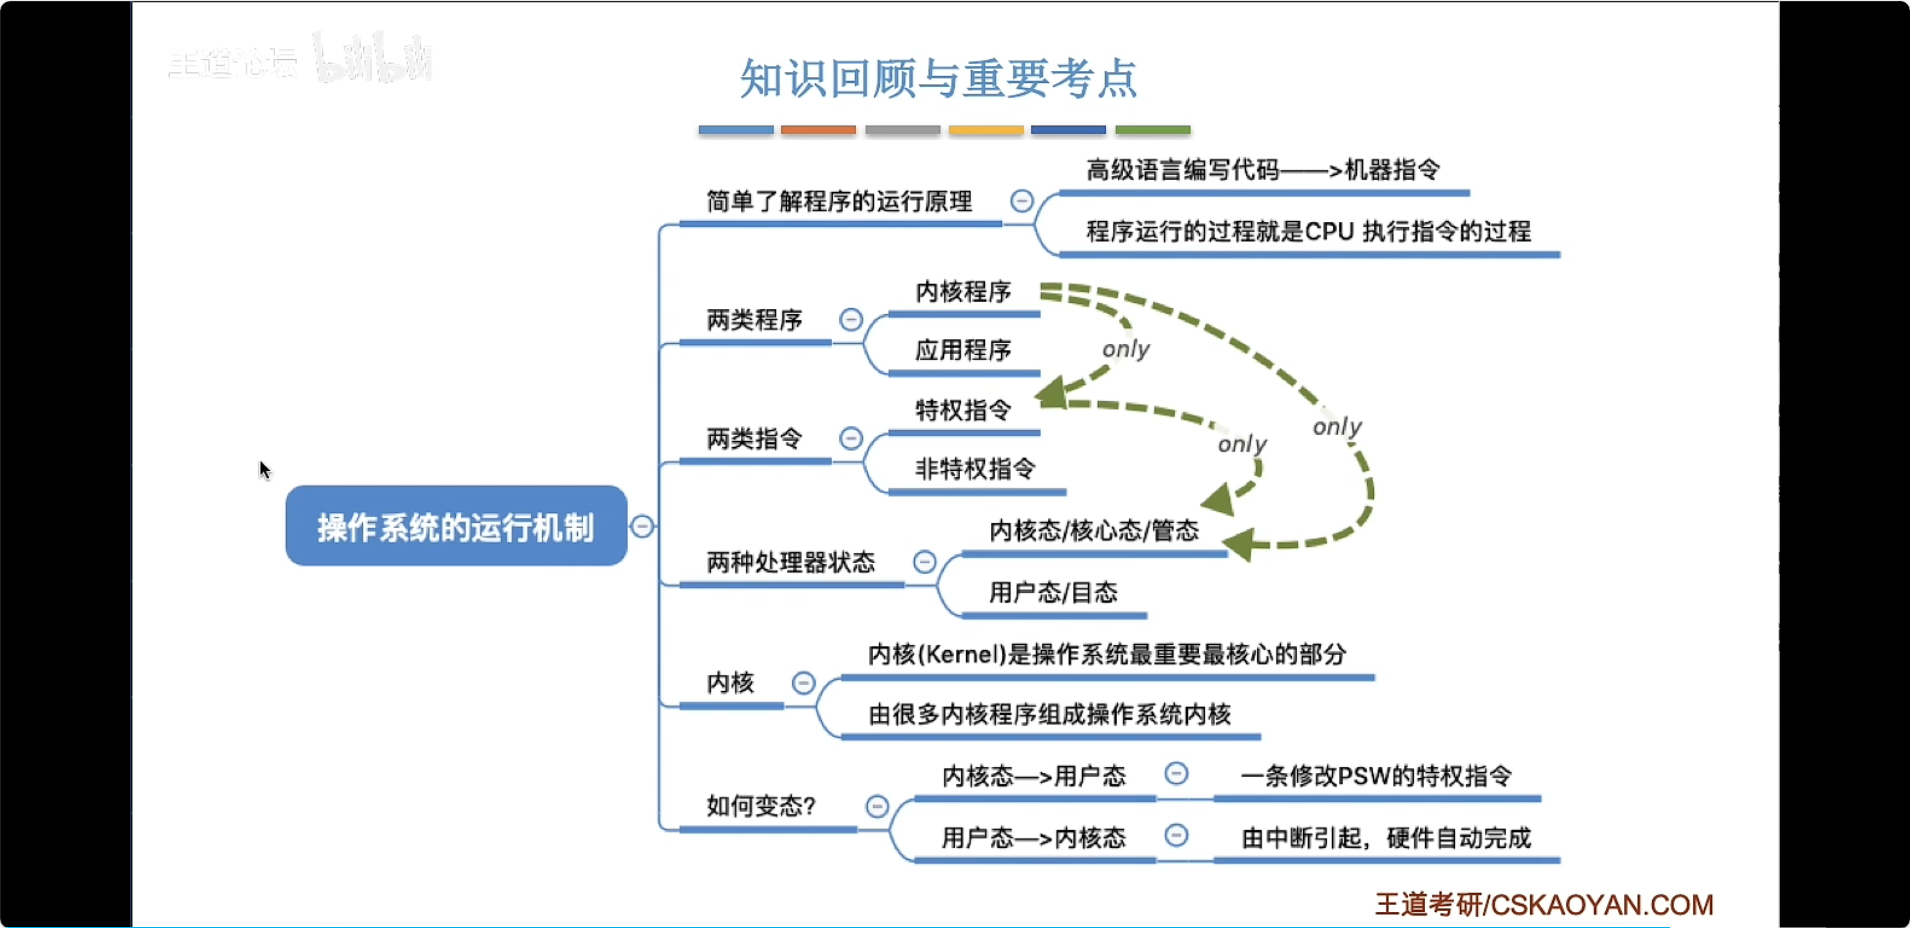 王道论坛 bilibili
知识回顾与重要考点
高级语言编写代码——>机器指令
简单了解程序的运行原理
程序运行的过程就是CPU 执行指令的过程
内核程序
两类程序
应用程序
only
特权指令
only
两类指令
only
非特权指令
操作系统的运行机制
内核态/核心态/管态
两种处理器状态
用户态/目态
内核(Kernel)是操作系统最重要最核心的部分
内核
由很多内核程序组成操作系统内核
内核态—>用户态 一条修改PSW的特权指令
如何变态?
用户态—>内核态 由中断引起，硬件自动完成
王道考研/CSKAOYAN.COM